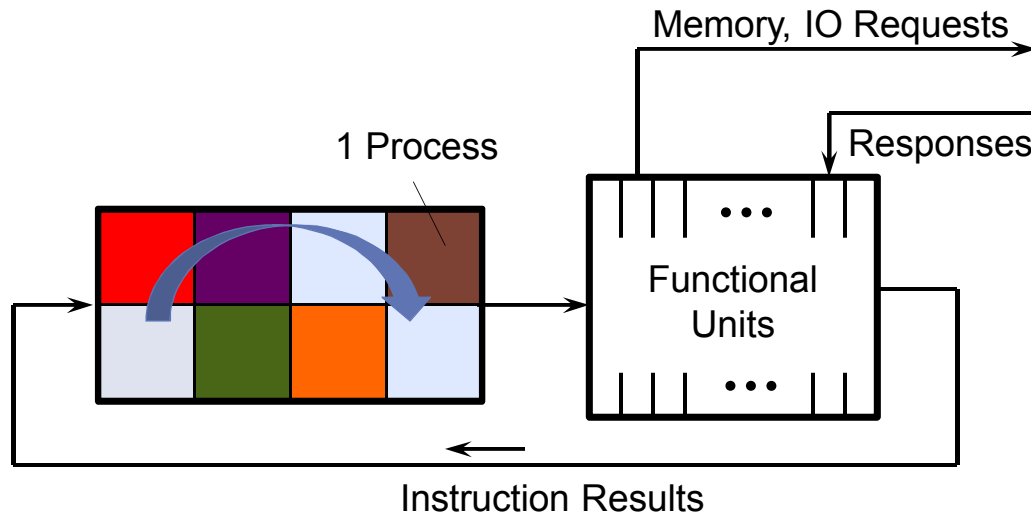 Memory, IO Requests
Responses
1 Process
Functional
Units
Instruction Results